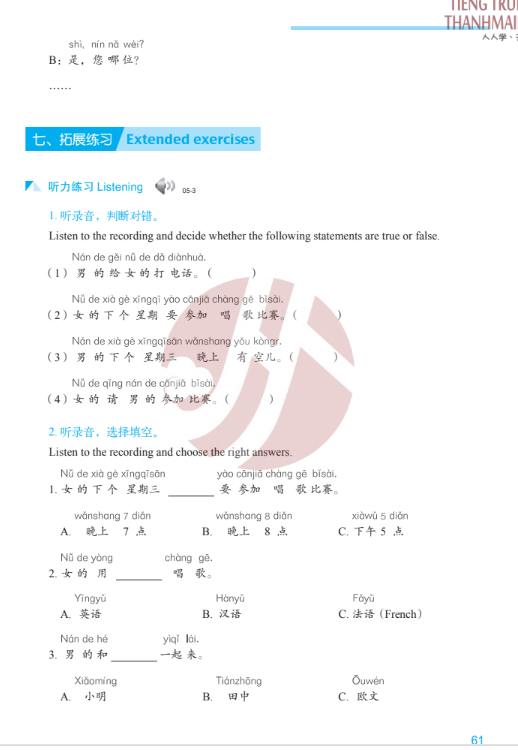 TIẾNG TRU
THANHMAI
人人学、
shì, nín nǎ wèi?
B: 是，您 哪 位?
……
七、拓展练习 Extended exercises
听力练习 Listening 05-3
1. 听录音，判断对错。
Listen to the recording and decide whether the following statements are true or false.
Nán de gěi nǚ de dǎ diànhuà.
(1) 男 的 给 女 的 打 电话。( )
Nǚ de xià gè xīngqī yào cānjiā chàng gē bǐsài.
(2) 女 的 下 个 星期 要 参加 唱 歌 比赛。( )
Nán de xià gè xīngqīsān wǎnshang yǒu kòngr.
(3) 男 的 下 个 星期三 晚上 有 空儿。( )
Nǚ de qǐng nán de cānjiā bǐsài.
(4) 女 的 请 男 的 参加 比赛。( )
2. 听录音，选择填空。
Listen to the recording and choose the right answers.
Nǚ de xià gè xīngqīsān yào cānjiā chàng gē bǐsài.
1. 女 的 下 个 星期三 ________ 要 参加 唱 歌 比赛。
wǎnshang 7 diǎn wǎnshang 8 diǎn xiàwǔ 5 diǎn
A. 晚上 7 点 B. 晚上 8 点 C. 下午 5 点
Nǚ de yòng chàng gē.
2. 女 的 用 ________ 唱 歌。
Yīngyǔ Hànyǔ Fǎyǔ
A. 英语 B. 汉语 C. 法语（French）
Nán de hé yìqǐ lái.
3. 男 的 和 ________ 一起 来。
Xiǎomíng Tiánzhōng Ōuwén
A. 小明 B. 田中 C. 欧文
61